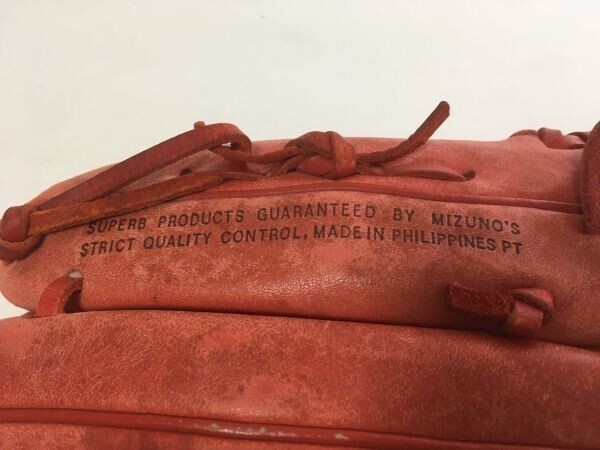 SUPERB PRODUCTS GUARANTEED BY MIZUNO'S
STRICT QUALITY CONTROL, MADE IN PHILIPPINES PT